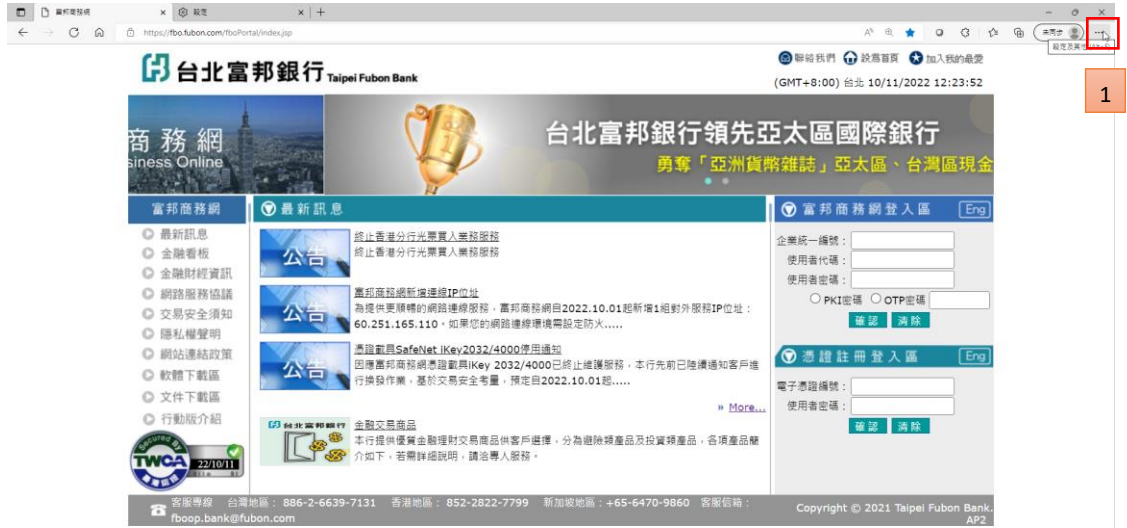 富邦商務網
設定
https://fbo.fubon.com/fboPortal/index.jsp
未同步
設定及其他 (Alt+F)
1
台北富邦銀行 Taipei Fubon Bank
聯絡我們 設為首頁 加入我的最愛
(GMT+8:00) 台北 10/11/2022 12:23:52
商務網
siness Online
台北富邦銀行領先亞太區國際銀行
勇奪「亞洲貨幣雜誌」亞太區、台灣區現金
富邦商務網
最新訊息
金融看板
金融財經資訊
網路服務協議
交易安全須知
隱私權聲明
網站連結政策
軟體下載區
文件下載區
行動版介紹
Secured By
TWCA
22/10/11
最新訊息
公告
終止香港分行光票買入業務服務
終止香港分行光票買入業務服務
公告
富邦商務網新增連線IP位址
為提供更順暢的網路連線服務，富邦商務網自2022.10.01起新增1組對外服務IP位址：
60.251.165.110。如果您的網路連線環境需設定防火.....
公告
憑證載具SafeNet iKey2032/4000停用通知
因應富邦商務網憑證載具iKey 2032/4000已終止維護服務，本行先前已陸續通知客戶進
行換發作業，基於交易安全考量，預定自2022.10.01起.....
» More...
台北富邦銀行
金融交易商品
本行提供優質金融理財交易商品供客戶選擇，分為避險類產品及投資類產品，各項產品簡
介如下，若需詳細說明，請洽專人服務。
富邦商務網登入區 Eng
企業統一編號：
使用者代碼：
使用者密碼：
PKI密碼 OTP密碼
確認 清除
憑證註冊登入區 Eng
電子憑證編號：
使用者密碼：
確認 清除
客服專線 台灣地區： 886-2-6639-7131 香港地區： 852-2822-7799 新加坡地區：+65-6470-9860 客服信箱：
fboop.bank@fubon.com
Copyright © 2021 Taipei Fubon Bank.
AP2